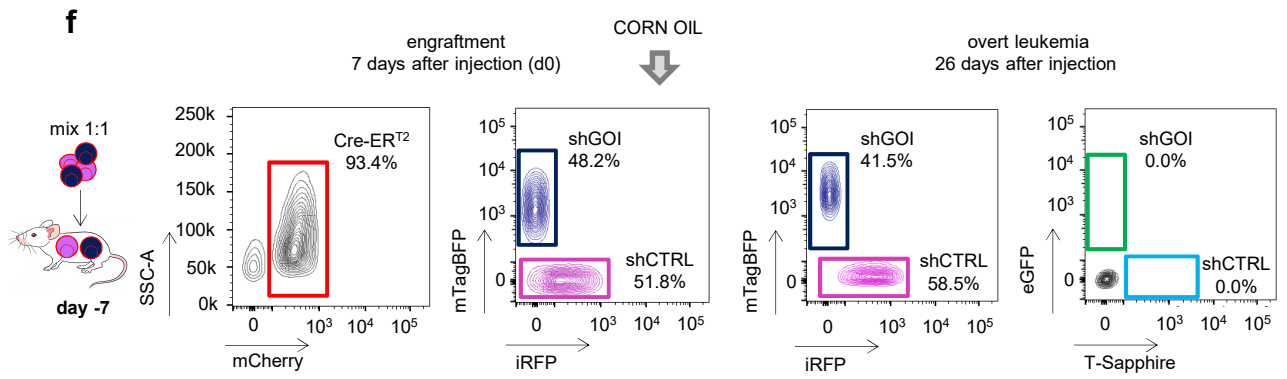 f
engraftment
7 days after injection (d0)
CORN OIL
overt leukemia
26 days after injection
mix 1:1
day -7
250k
200k
150k
100k
50k
0k
SSC-A
Cre-ERT2
93.4%
0 10³ 10⁴ 10⁵
mCherry
10⁵
10⁴
10³
0
mTagBFP
shGOI
48.2%
shCTRL
51.8%
0 10³ 10⁴ 10⁵
iRFP
10⁵
10⁴
10³
0
mTagBFP
shGOI
41.5%
shCTRL
58.5%
0 10³ 10⁴ 10⁵
iRFP
10⁵
10⁴
10³
0
eGFP
shGOI
0.0%
shCTRL
0.0%
0 10³ 10⁴ 10⁵
T-Sapphire